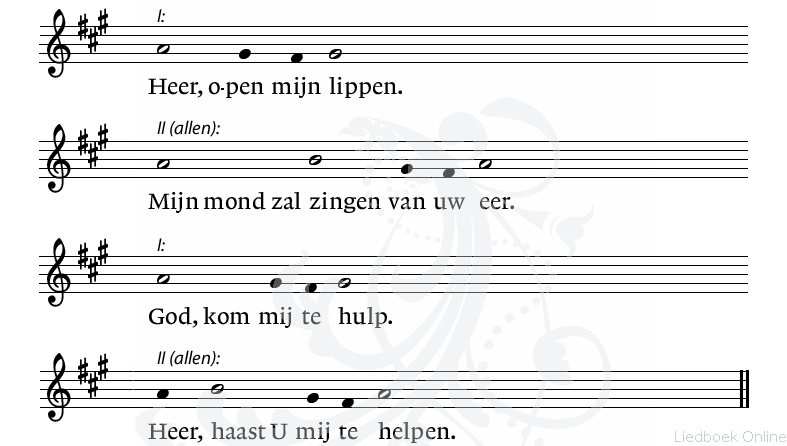 I:
Heer, o-pen mijn lippen.
II (allen):
Mijn mond zal zingen van uw eer.
I:
God, kom mij te hulp.
II (allen):
Heer, haast U mij te helpen.
Liedboek Online